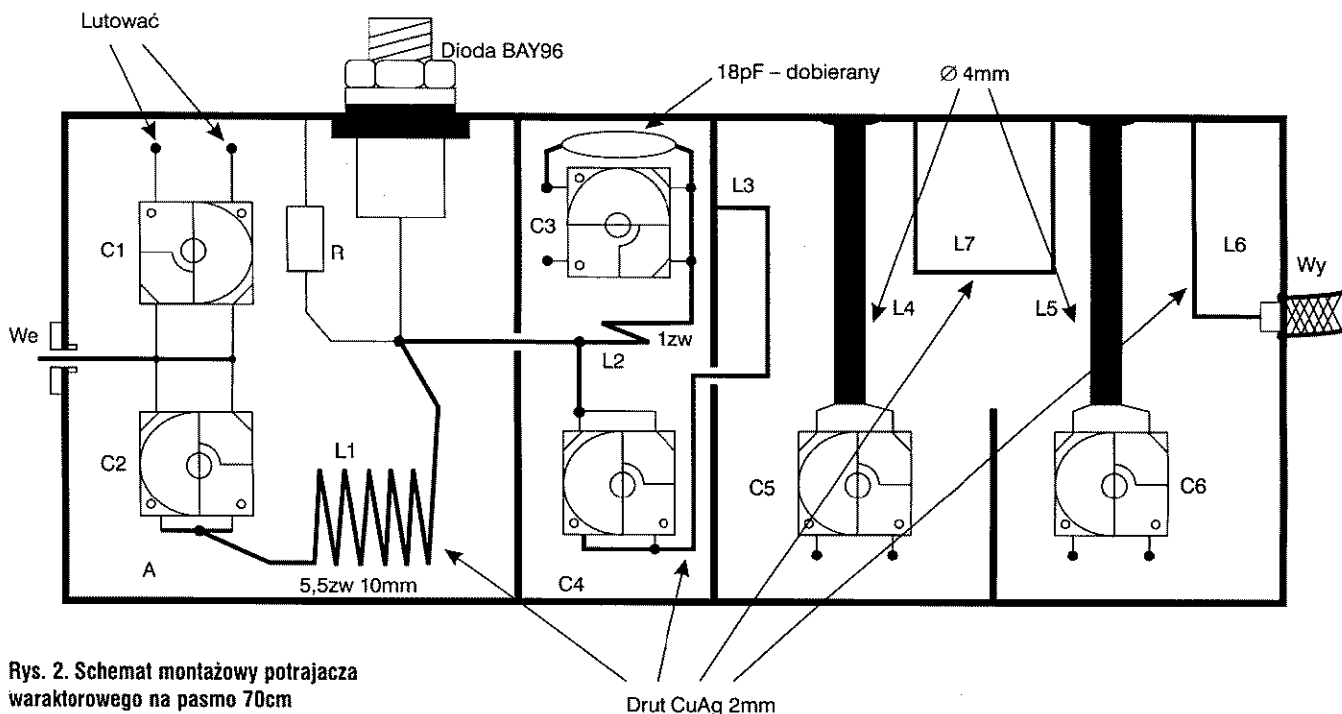 Lutować
Dioda BAY96
18pF – dobierany
Ø 4mm
C1
R
C3
L3
L7
L6
Wy
We
1zw
L2
L4
L5
L1
C2
C5
C6
A
5,5zw 10mm
C4
Rys. 2. Schemat montażowy potrajacza
waraktorowego na pasmo 70cm
Drut CuAg 2mm